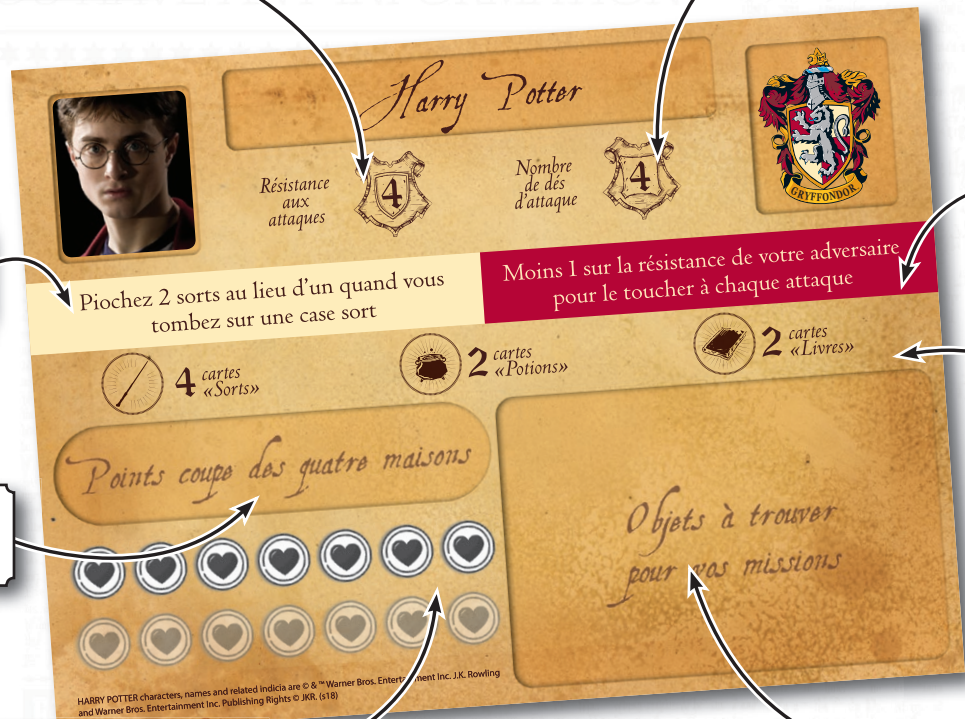 Harry Potter
Résistance
aux
attaques
4
Nombre
de dés
d'attaque
4
GRYFFONDOR
Piochez 2 sorts au lieu d'un quand vous
tombez sur une case sort
Moins 1 sur la résistance de votre adversaire
pour le toucher à chaque attaque
4 cartes
«Sorts»
2 cartes
«Potions»
2 cartes
«Livres»
Points coupe des quatre maisons
Objets à trouver
pour vos missions
HARRY POTTER characters, names and related indicia are © & ™ Warner Bros. Entertainment Inc. J.K. Rowling
and Warner Bros. Entertainment Inc. Publishing Rights © JKR. (s18)